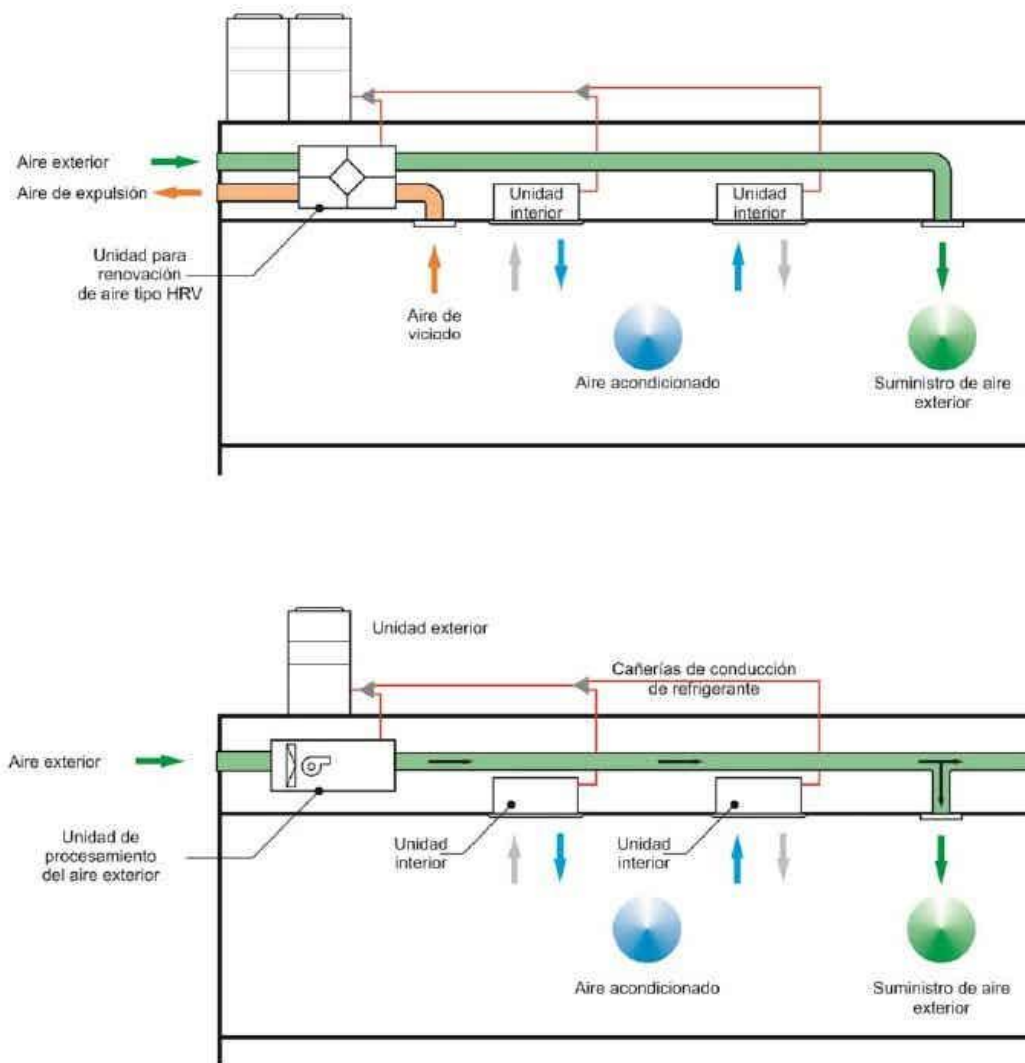 Aire exterior
Aire de expulsión
Unidad para
renovación
de aire tipo HRV
Aire de
viciado
Unidad
interior
Unidad
interior
Aire acondicionado
Suministro de aire
exterior
Unidad exterior
Cañerías de conducción
de refrigerante
Aire exterior
Unidad de
procesamiento
del aire exterior
Unidad
interior
Unidad
interior
Aire acondicionado
Suministro de aire
exterior